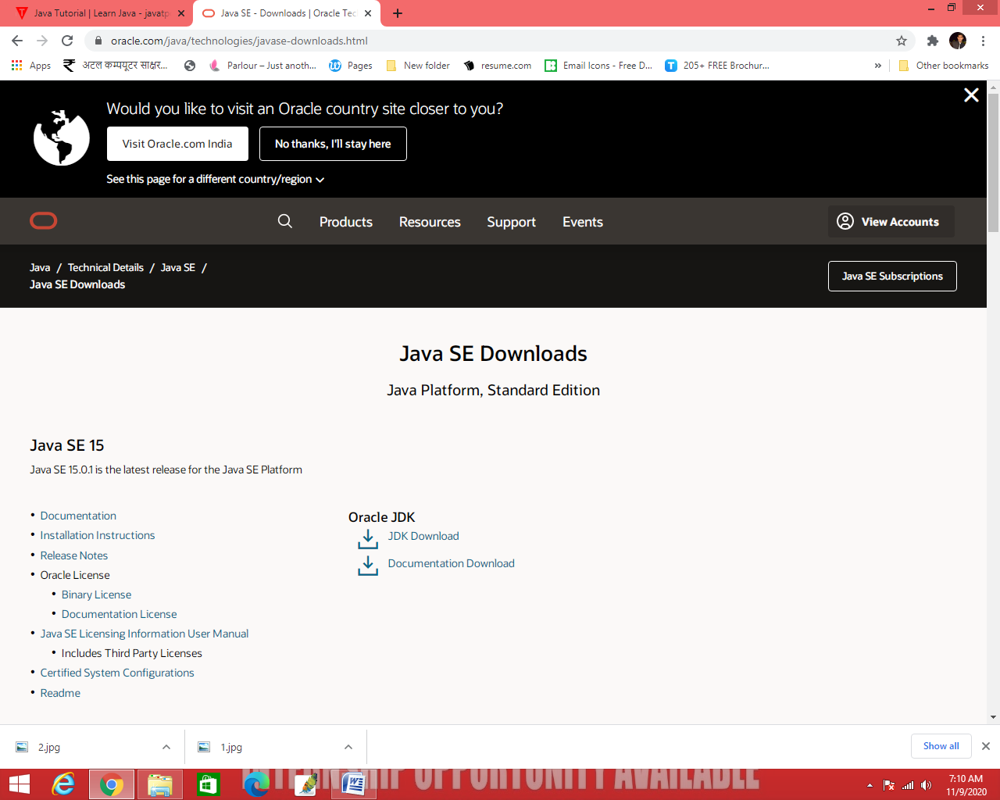 Java Tutorial | Learn Java - javatp
Java SE - Downloads | Oracle Tec
oracle.com/java/technologies/javase-downloads.html
Apps
अटल कम्प्यूटर साक्षर...
Parlour – Just anoth...
Pages
New folder
resume.com
Email Icons - Free D...
205+ FREE Brochur...
»
Other bookmarks
Would you like to visit an Oracle country site closer to you?
Visit Oracle.com India
No thanks, I'll stay here
See this page for a different country/region
Products
Resources
Support
Events
View Accounts
Java / Technical Details / Java SE /
Java SE Downloads
Java SE Subscriptions
Java SE Downloads
Java Platform, Standard Edition
Java SE 15
Java SE 15.0.1 is the latest release for the Java SE Platform
• Documentation
• Installation Instructions
• Release Notes
• Oracle License
• Binary License
• Documentation License
• Java SE Licensing Information User Manual
• Includes Third Party Licenses
• Certified System Configurations
• Readme
Oracle JDK
JDK Download
Documentation Download
2.jpg
1.jpg
Show all
INTERNSHIP OPPORTUNITY AVAILABLE
7:10 AM
11/9/2020